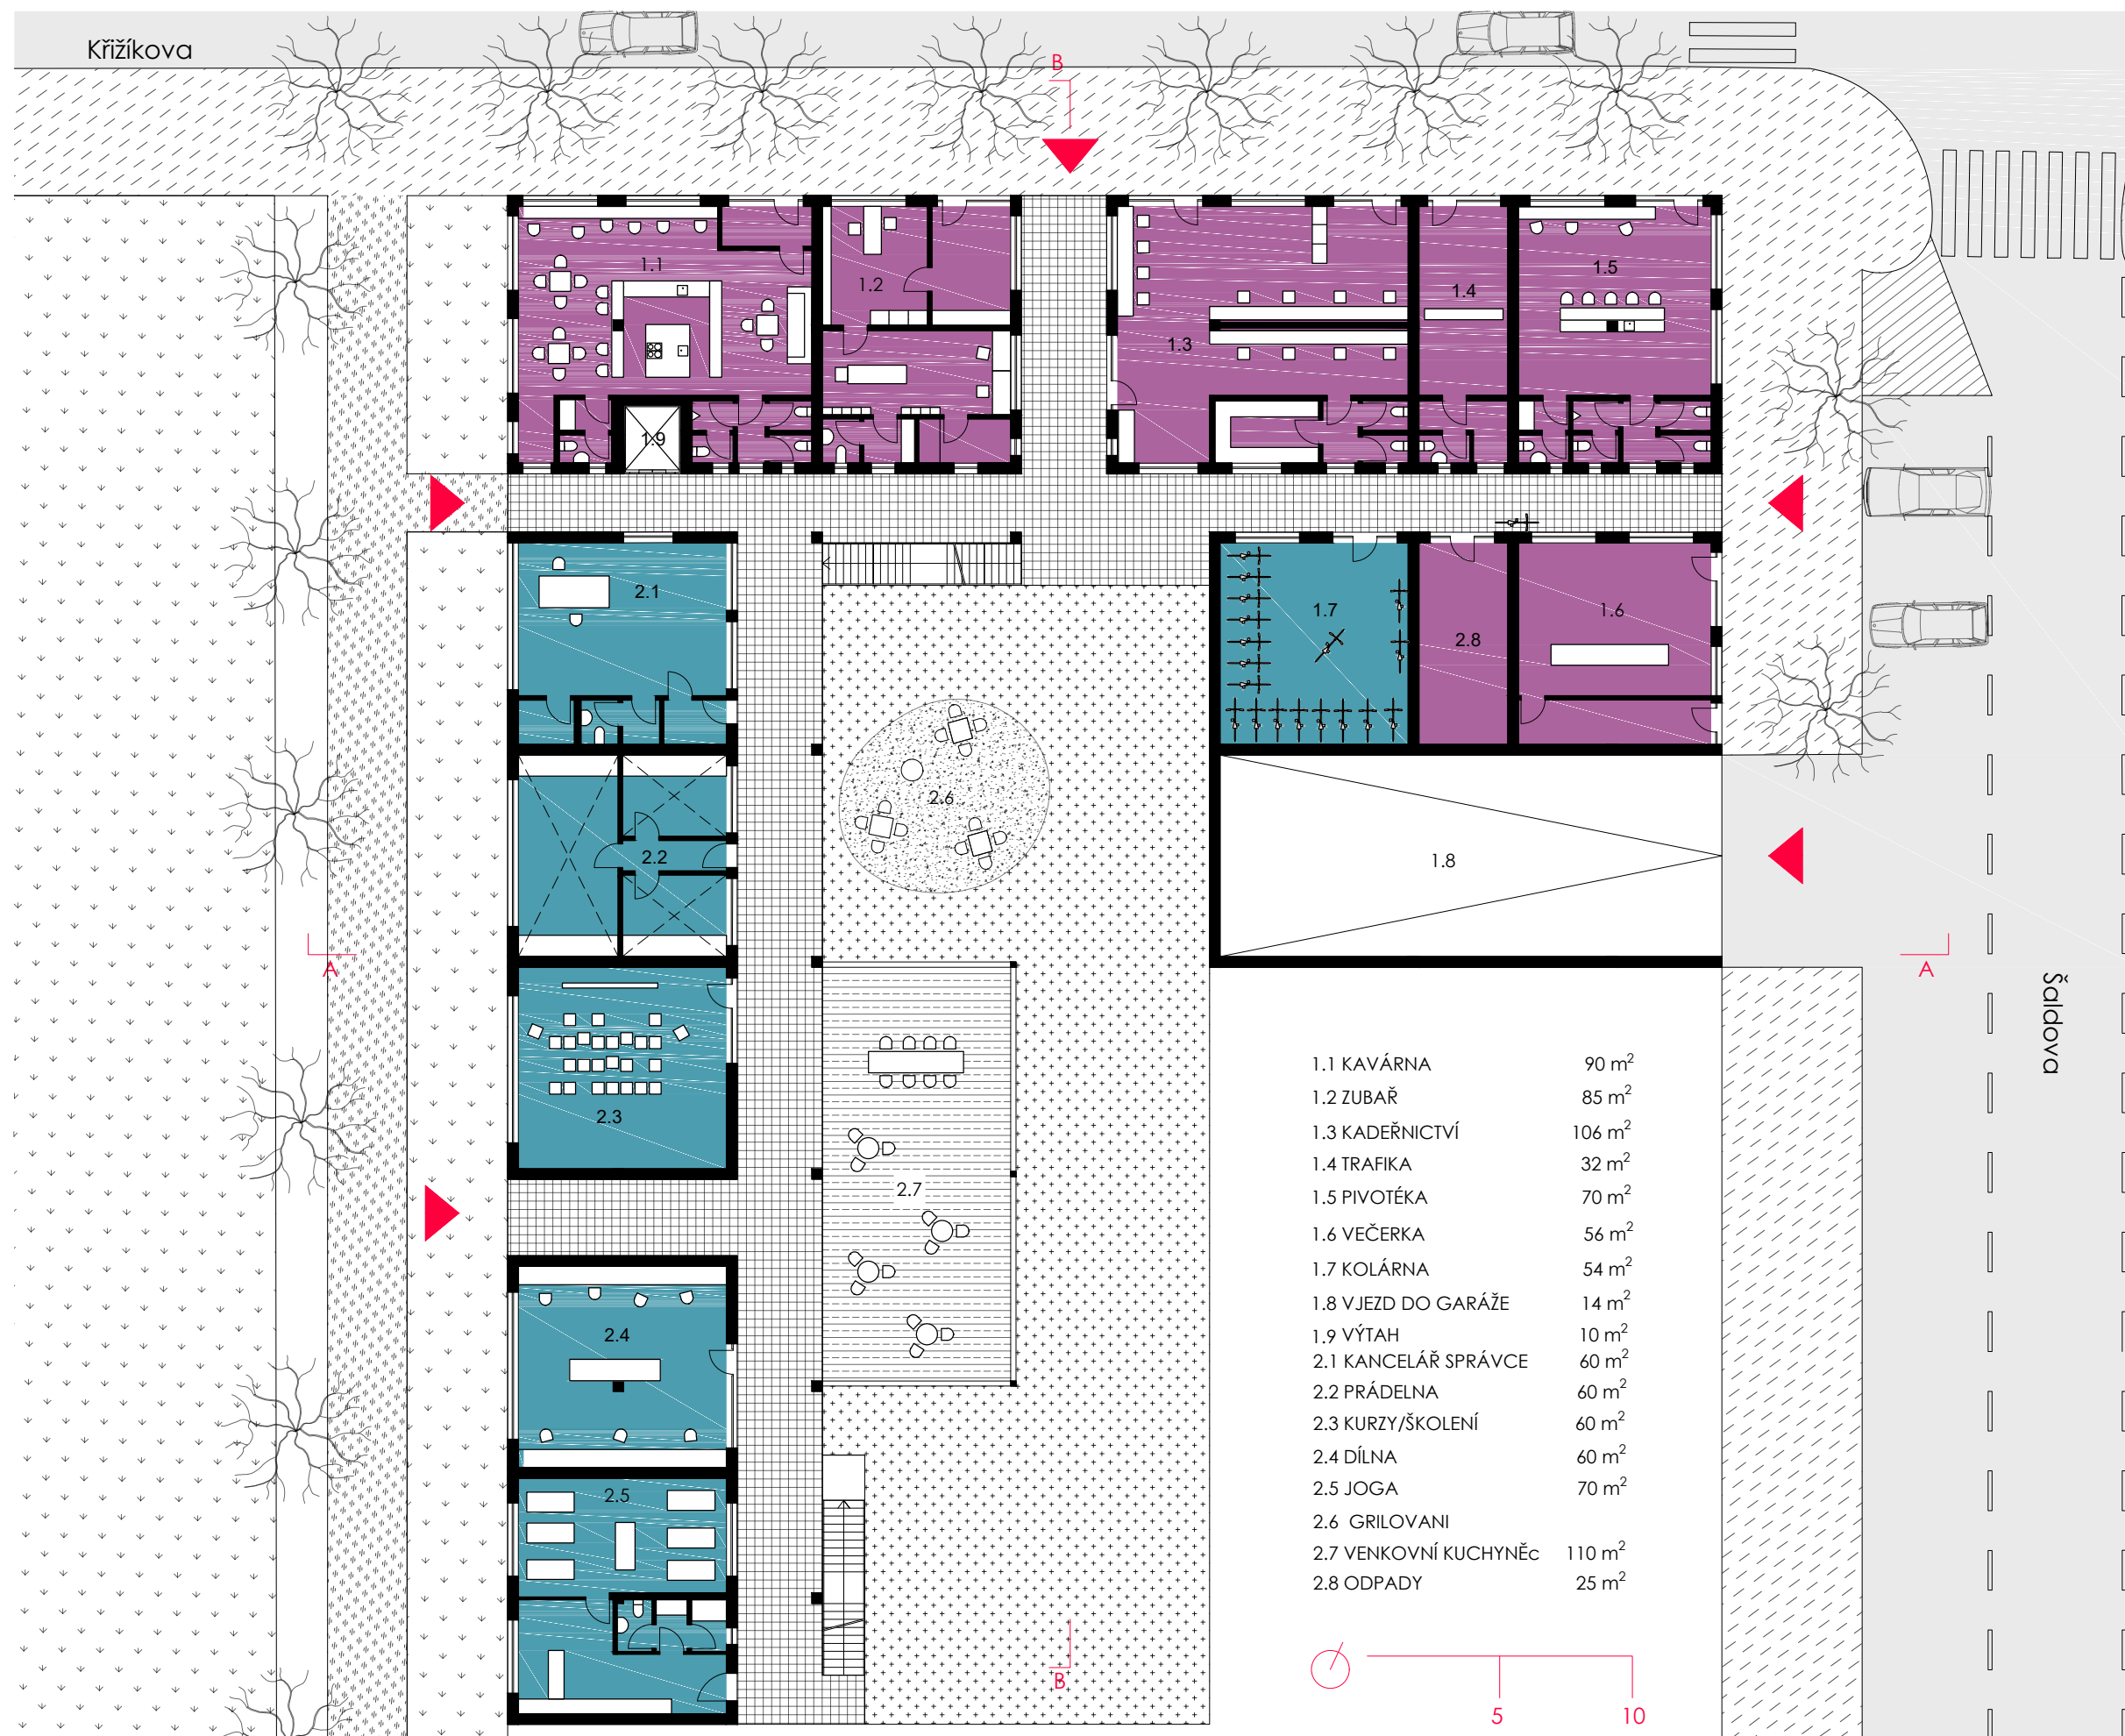 Křižíkova
B
1.1
1.2
1.3
1.4
1.5
1.9
2.1
1.7
2.8
1.6
2.6
2.2
1.8
A
A
Šaldova
2.3
2.7
2.4
2.5
1.1 KAVÁRNA 90 m²
1.2 ZUBAŘ 85 m²
1.3 KADEŘNICTVÍ 106 m²
1.4 TRAFIKA 32 m²
1.5 PIVOTÉKA 70 m²
1.6 VEČERKA 56 m²
1.7 KOLÁRNA 54 m²
1.8 VJEZD DO GARÁŽE 14 m²
1.9 VÝTAH 10 m²
2.1 KANCELÁŘ SPRÁVCE 60 m²
2.2 PRÁDELNA 60 m²
2.3 KURZY/ŠKOLENÍ 60 m²
2.4 DÍLNA 60 m²
2.5 JOGA 70 m²
2.6 GRILOVANI
2.7 VENKOVNÍ KUCHYNĚc 110 m²
2.8 ODPADY 25 m²
B
5 10